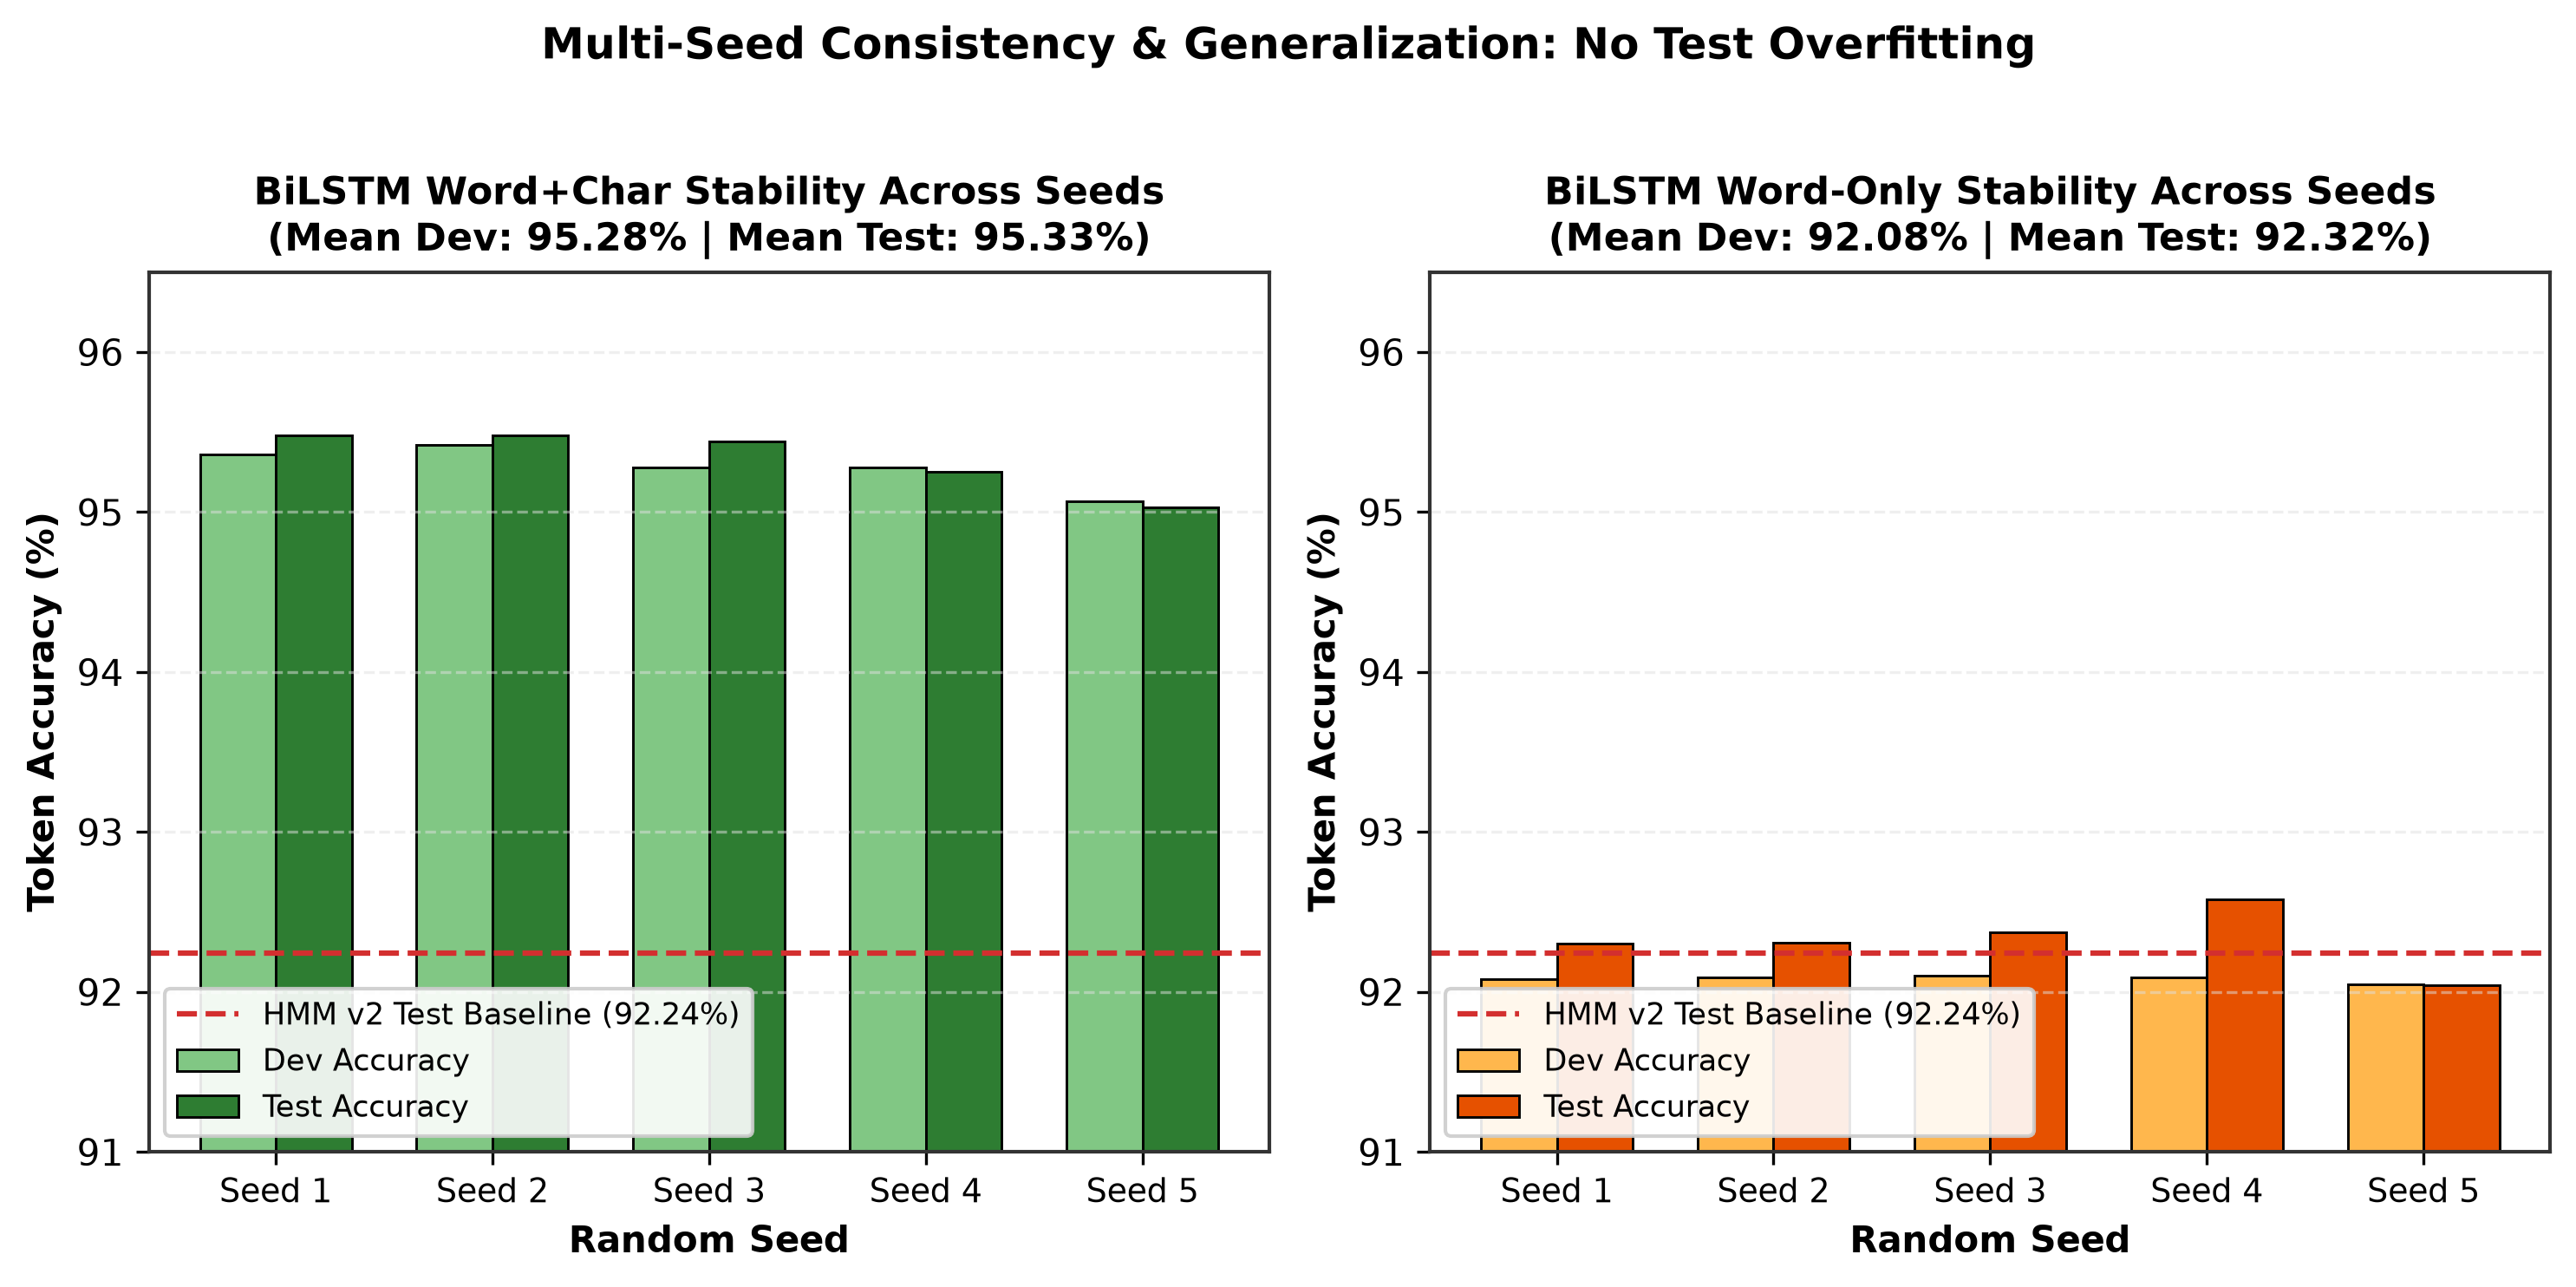 Multi-Seed Consistency & Generalization: No Test Overfitting
BiLSTM Word+Char Stability Across Seeds
(Mean Dev: 95.28% | Mean Test: 95.33%)
Token Accuracy (%)
96
95
94
93
92
91
HMM v2 Test Baseline (92.24%)
Dev Accuracy
Test Accuracy
Seed 1 Seed 2 Seed 3 Seed 4 Seed 5
Random Seed
BiLSTM Word-Only Stability Across Seeds
(Mean Dev: 92.08% | Mean Test: 92.32%)
Token Accuracy (%)
96
95
94
93
92
91
HMM v2 Test Baseline (92.24%)
Dev Accuracy
Test Accuracy
Seed 1 Seed 2 Seed 3 Seed 4 Seed 5
Random Seed